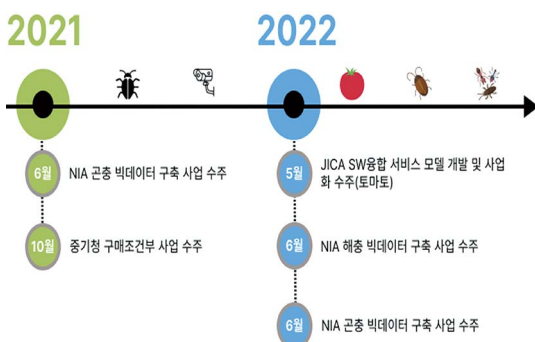 2021
2022
6월 NIA 곤충 빅데이터 구축 사업 수주
10월 중기청 구매조건부 사업 수주
5월 JICA SW융합 서비스 모델 개발 및 사업
화 수주(토마토)
6월 NIA 해충 빅데이터 구축 사업 수주
6월 NIA 곤충 빅데이터 구축 사업 수주